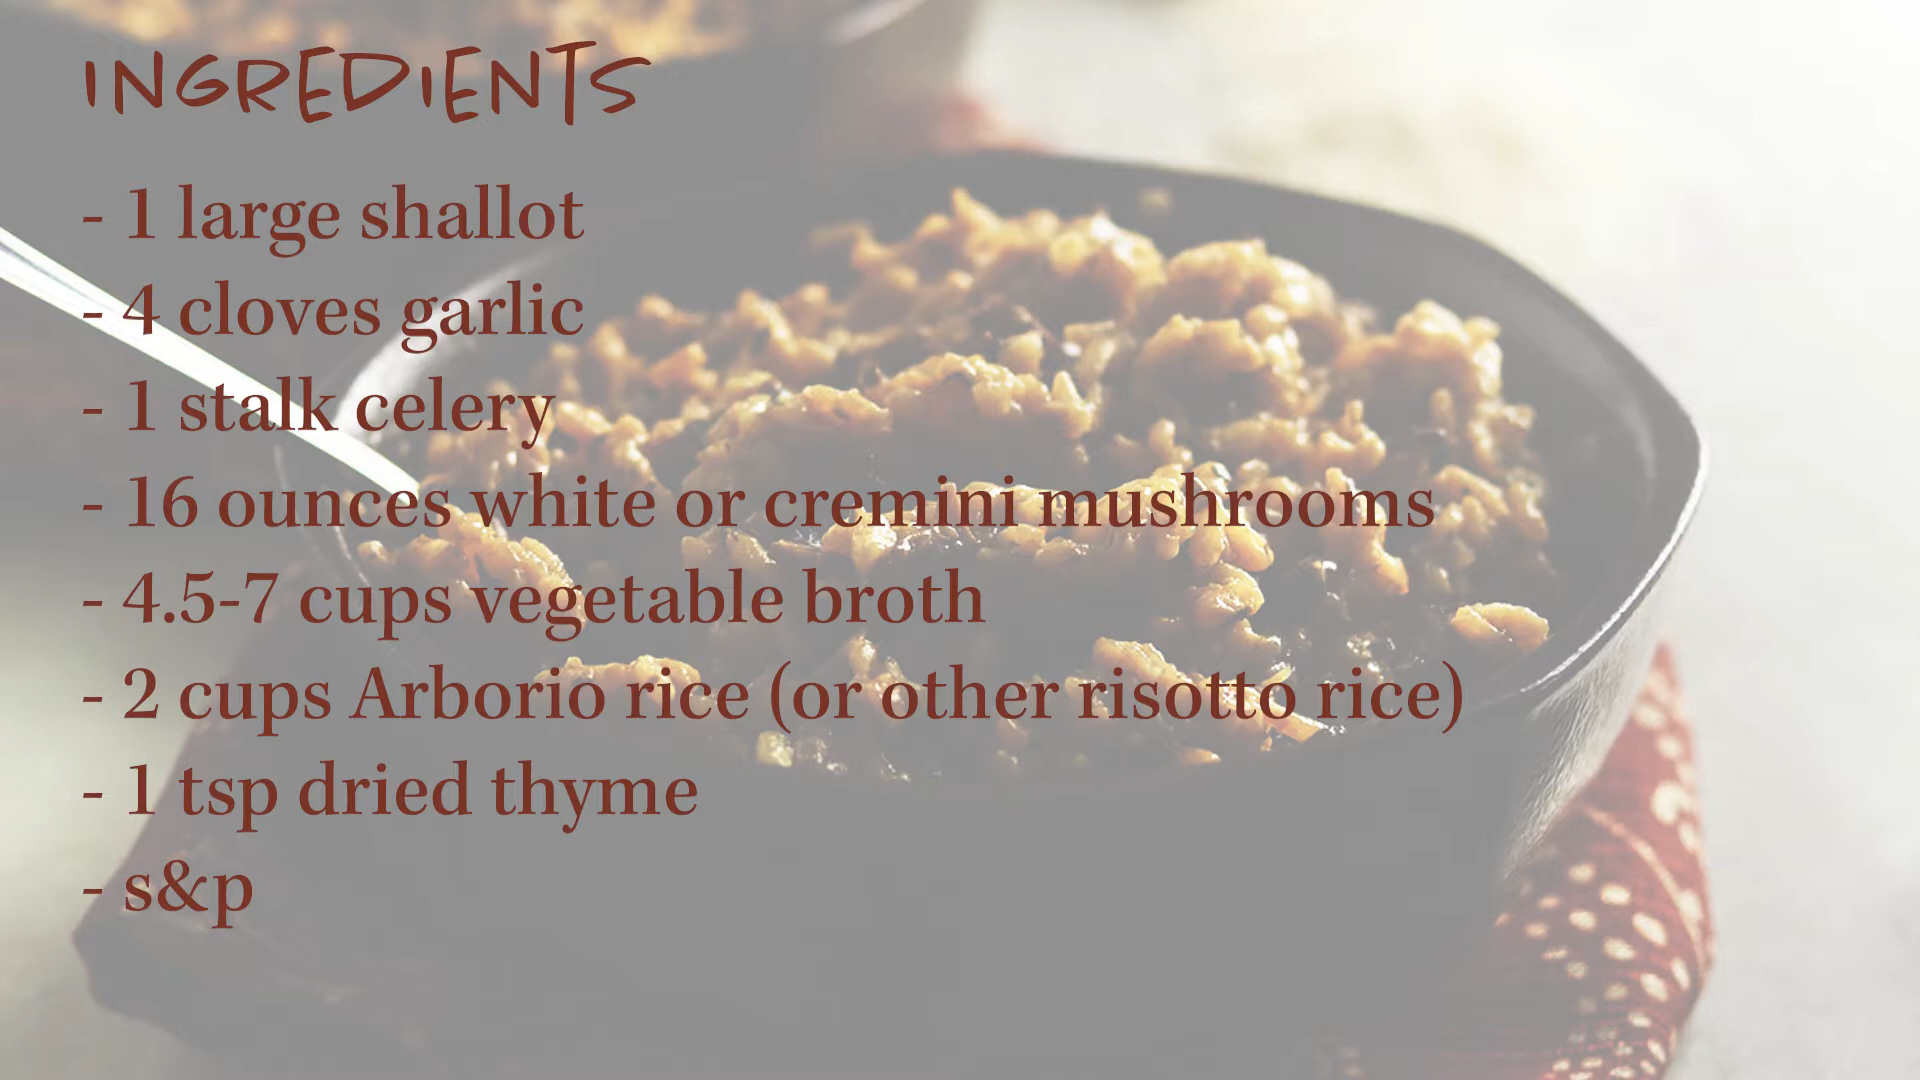 INGREDIENTS
- 1 large shallot
- 4 cloves garlic
- 1 stalk celery
- 16 ounces white or cremini mushrooms
- 4.5-7 cups vegetable broth
- 2 cups Arborio rice (or other risotto rice)
- 1 tsp dried thyme
- s&p